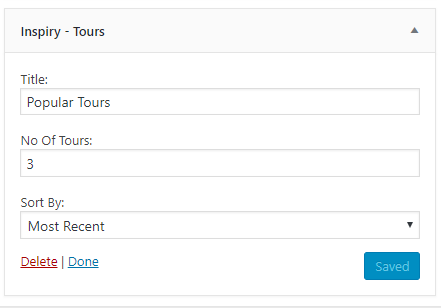 Inspiry - Tours
Title:
Popular Tours
No Of Tours:
3
Sort By:
Most Recent
Delete | Done
Saved